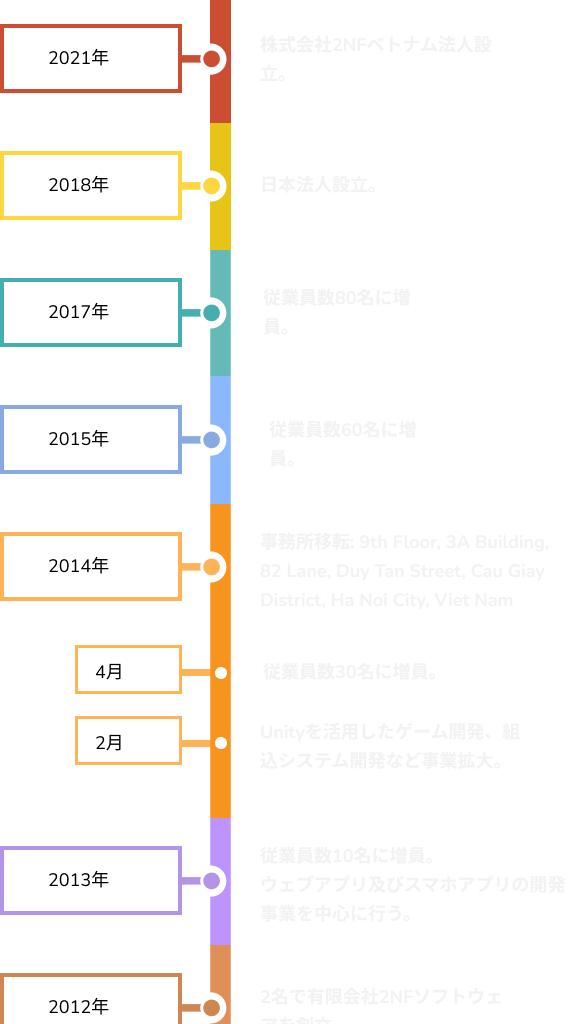 2021年
株式会社2NFベトナム法人設
立。
2018年
日本法人設立。
2017年
従業員数80名に増
員。
2015年
従業員数60名に増
員。
2014年
事務所移転: 9th Floor, 3A Building,
82 Lane, Duy Tan Street, Cau Giay
District, Ha Noi City, Viet Nam
4月
従業員数30名に増員。
2月
Unityを活用したゲーム開発、組
込システム開発など事業拡大。
2013年
従業員数10名に増員。
ウェブアプリ及びスマホアプリの開発
事業を中心に行う。
2012年
2名で有限会社2NFソフトウェ
アを創立